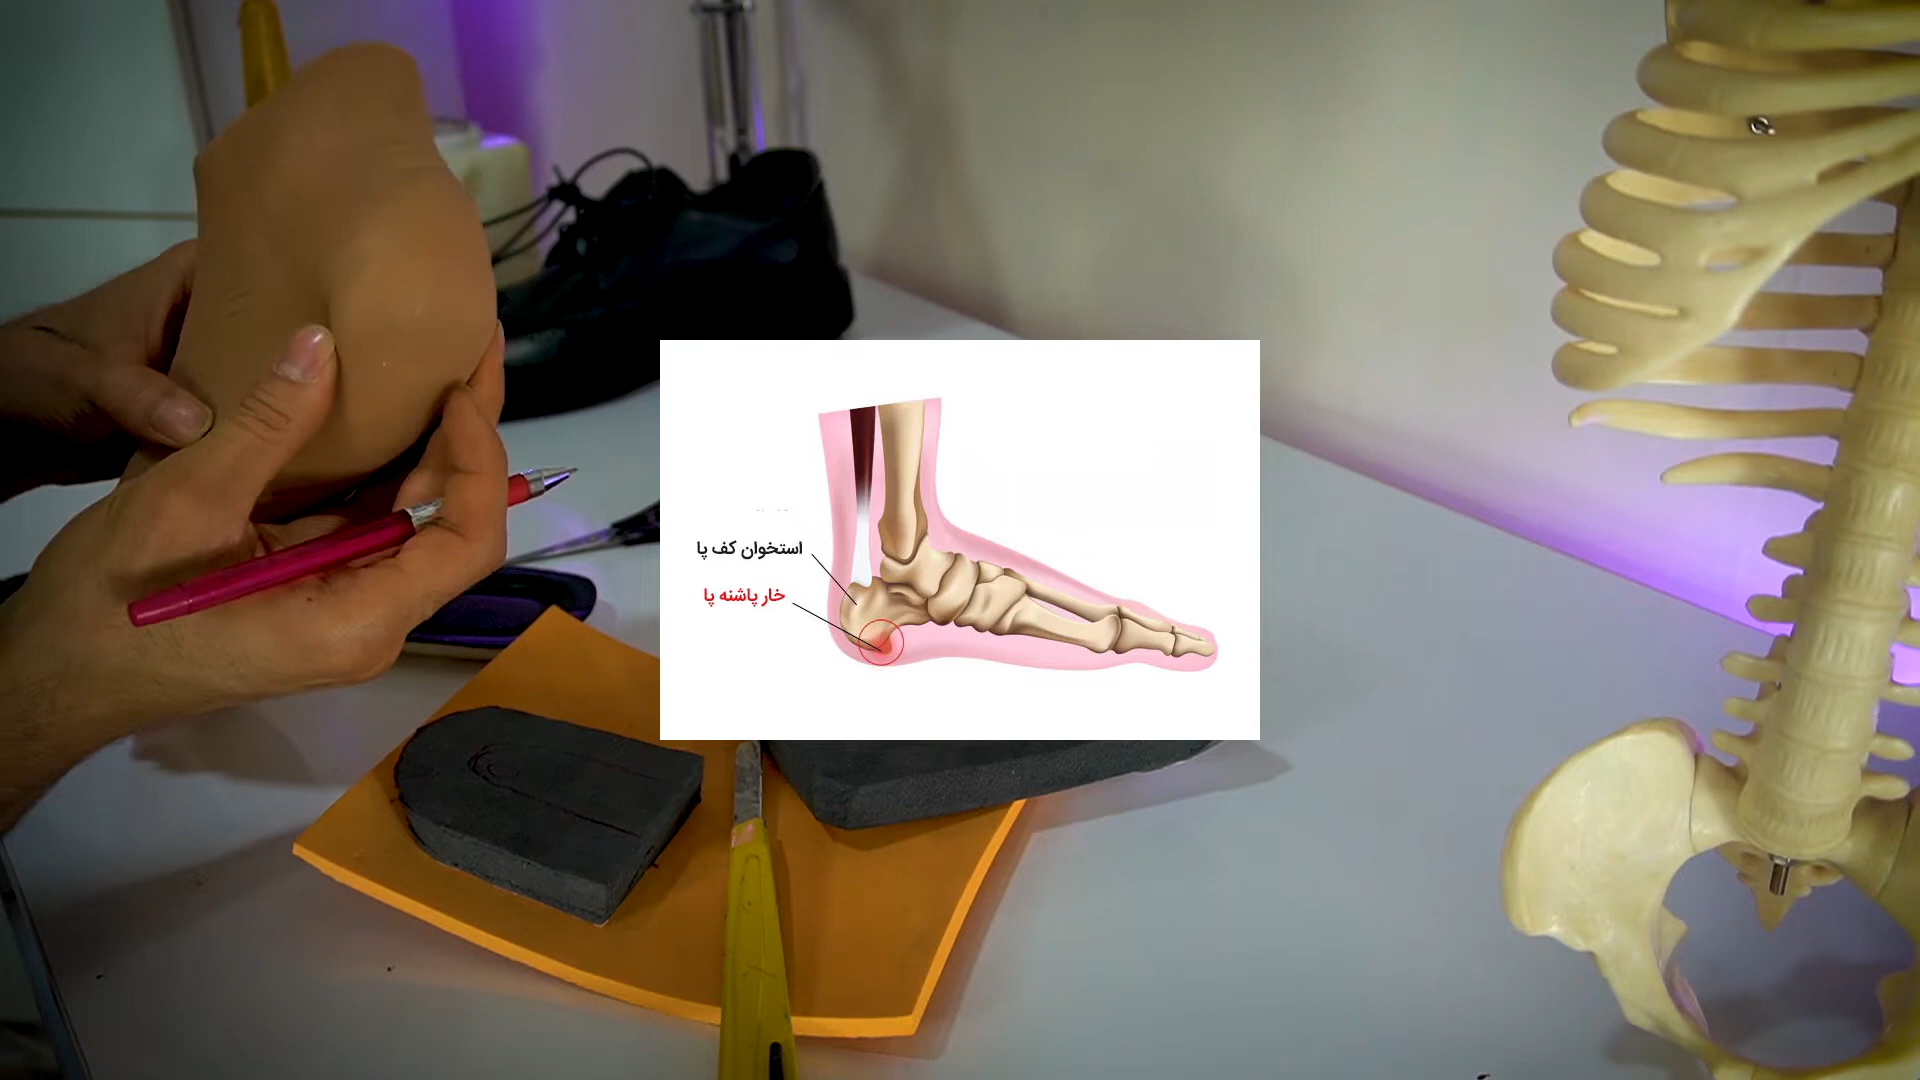 استخوان کف پا
خار پاشنه پا